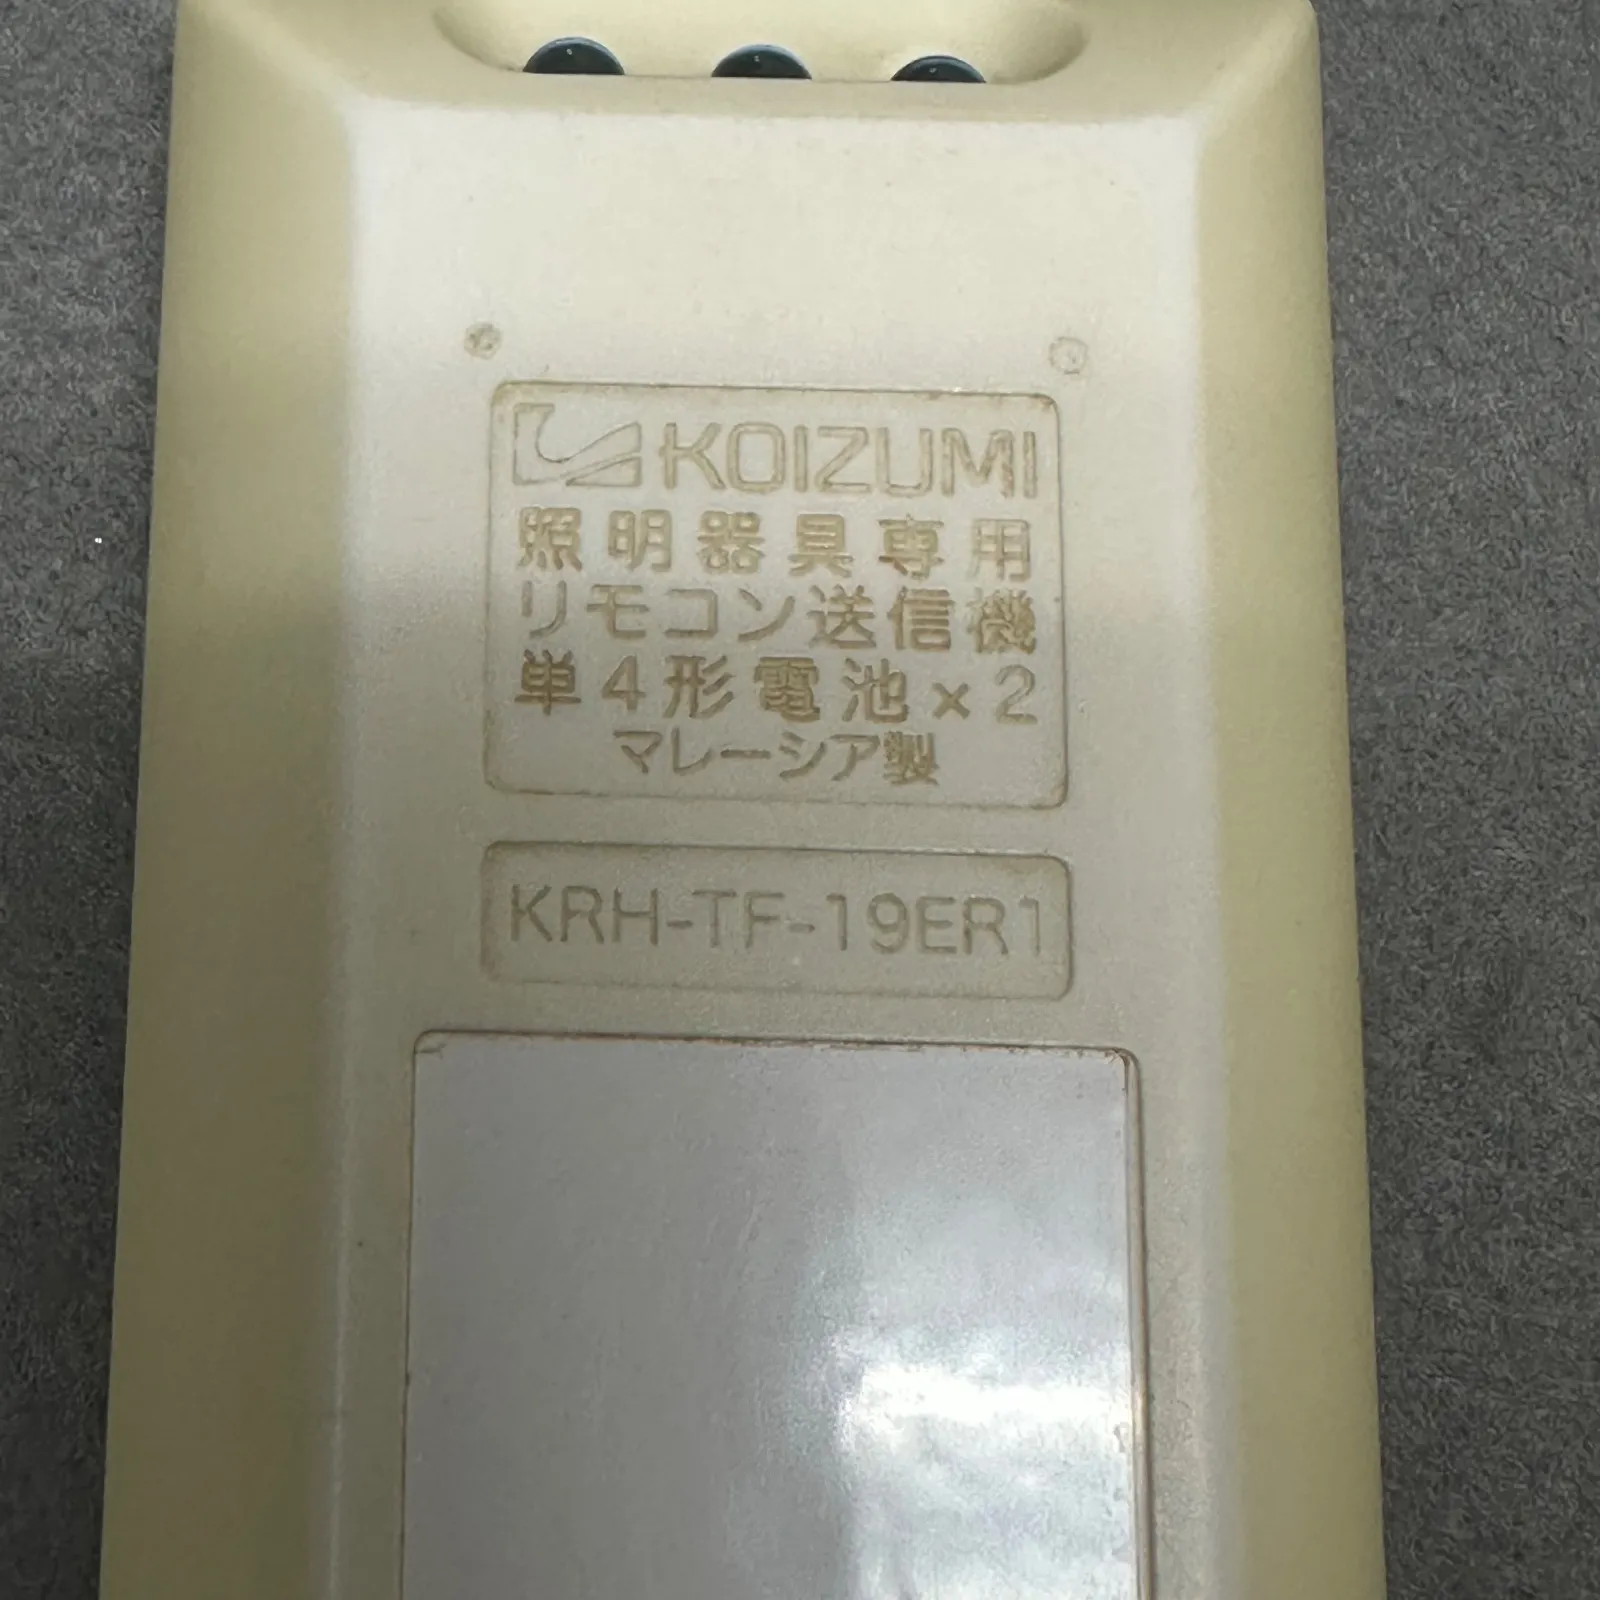 KOIZUMI
照明器具専用
リモコン送信機
単4形電池×2
マレーシア製
KRH-TF-19ER1